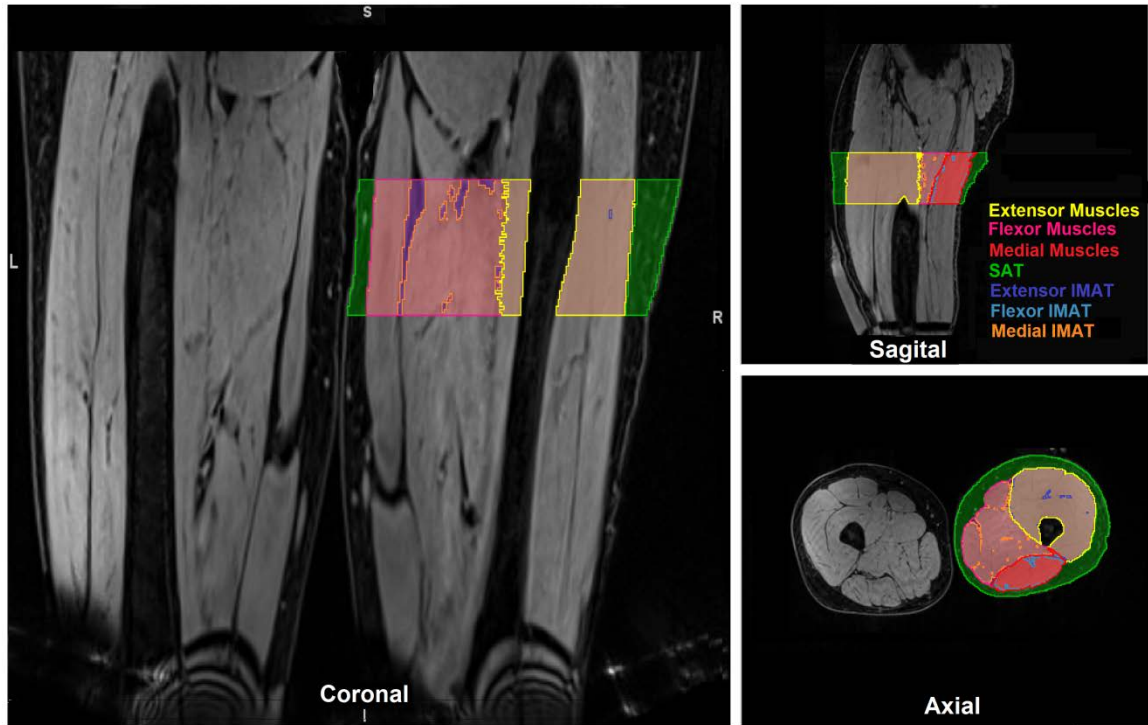 S
L
R
Coronal
I
Extensor Muscles
Flexor Muscles
Medial Muscles
SAT
Extensor IMAT
Flexor IMAT
Medial IMAT
Sagital
Axial